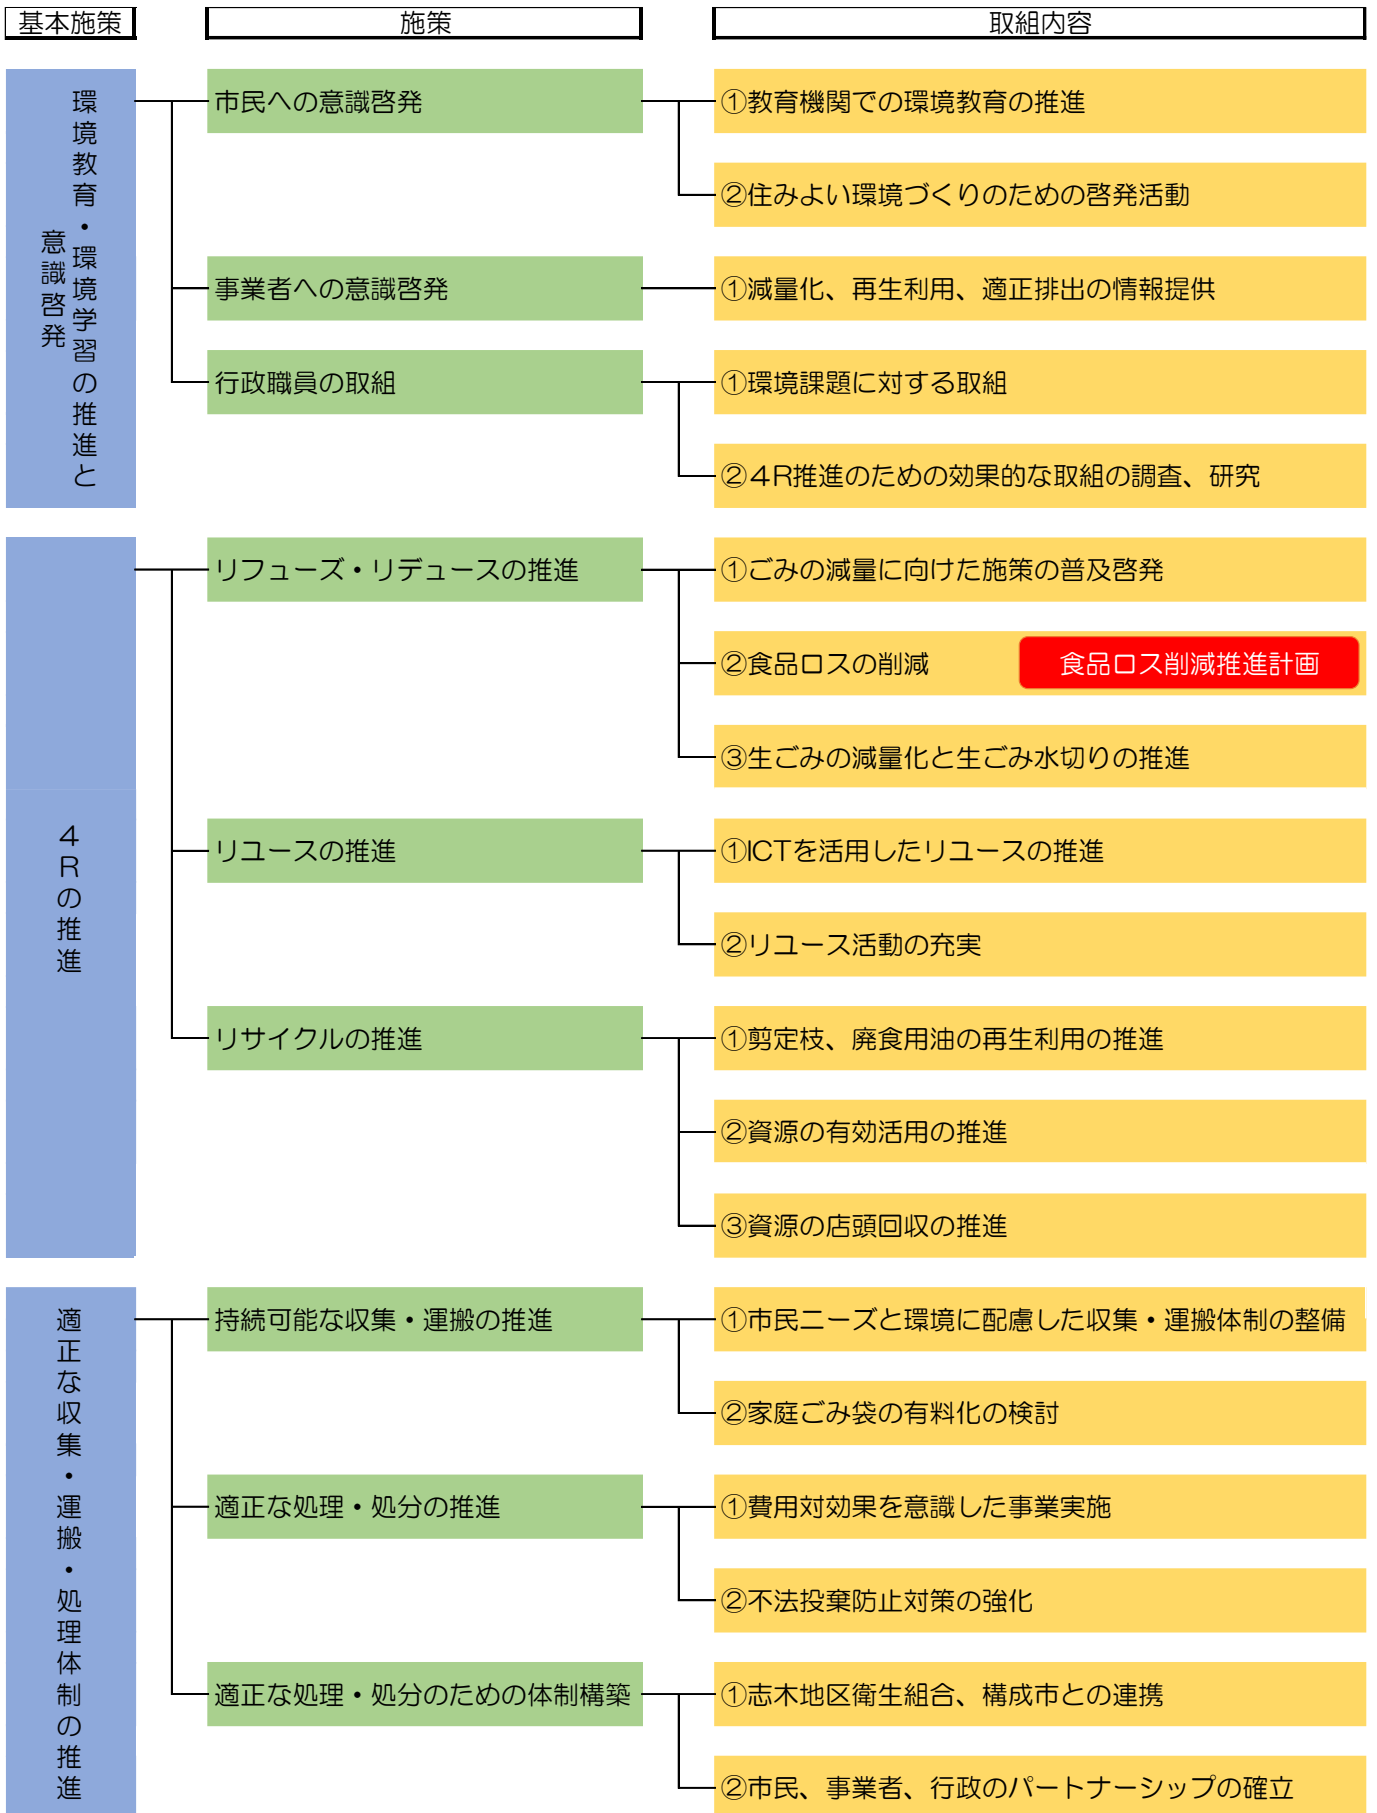 基本施策
施策
取組内容
環境教育・環境学習の推進と
意識啓発
市民への意識啓発
①教育機関での環境教育の推進
②住みよい環境づくりのための啓発活動
事業者への意識啓発
①減量化、再生利用、適正排出の情報提供
行政職員の取組
①環境課題に対する取組
②４R推進のための効果的な取組の調査、研究
４Rの推進
リフューズ・リデュースの推進
①ごみの減量に向けた施策の普及啓発
②食品ロスの削減
食品ロス削減推進計画
③生ごみの減量化と生ごみ水切りの推進
リユースの推進
①ICTを活用したリユースの推進
②リユース活動の充実
リサイクルの推進
①剪定枝、廃食用油の再生利用の推進
②資源の有効活用の推進
③資源の店頭回収の推進
適正な収集・運搬・処理体制の推進
持続可能な収集・運搬の推進
①市民ニーズと環境に配慮した収集・運搬体制の整備
②家庭ごみ袋の有料化の検討
適正な処理・処分の推進
①費用対効果を意識した事業実施
②不法投棄防止対策の強化
適正な処理・処分のための体制構築
①志木地区衛生組合、構成市との連携
②市民、事業者、行政のパートナーシップの確立